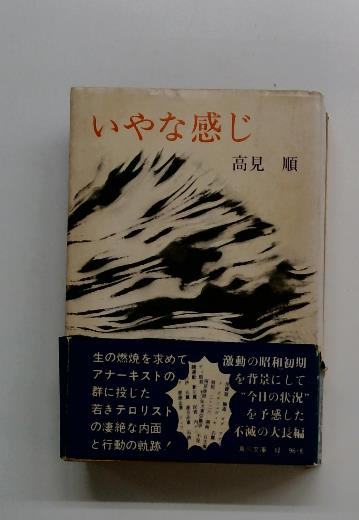 いやな感じ
高見 順
激動の昭和初期
を背景にして
"今日の状況"
を予感した
不滅の大長編
生の燃焼を求めて
アナーキストの
群に投じた
若きテロリスト
の凄絶な内面
と行動の軌跡!
角川文庫 緑 96-6